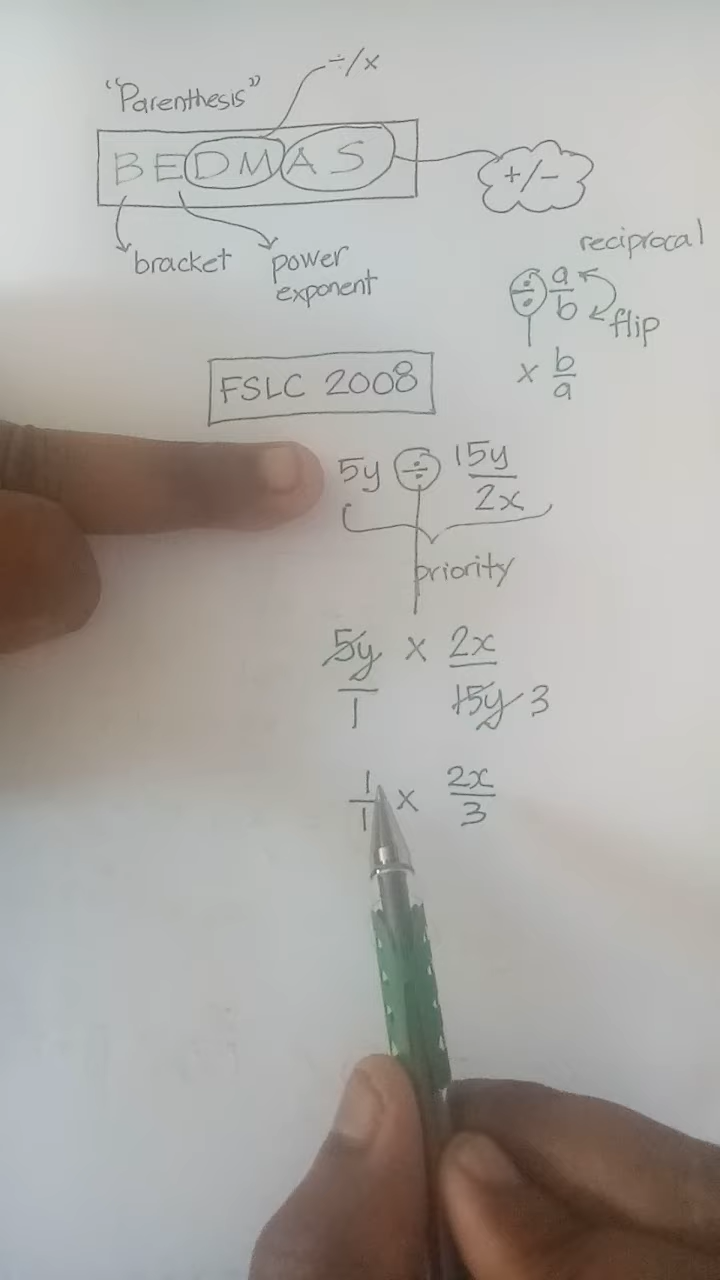 ÷/x
"Parenthesis"
BEDMAS
+/-
bracket
power
exponent
reciprocal
÷ a/b
flip
x b/a
FSLC 2008
5y ÷ 15y/2x
priority
5y/1 x 2x/15y 3
1/1 x 2x/3